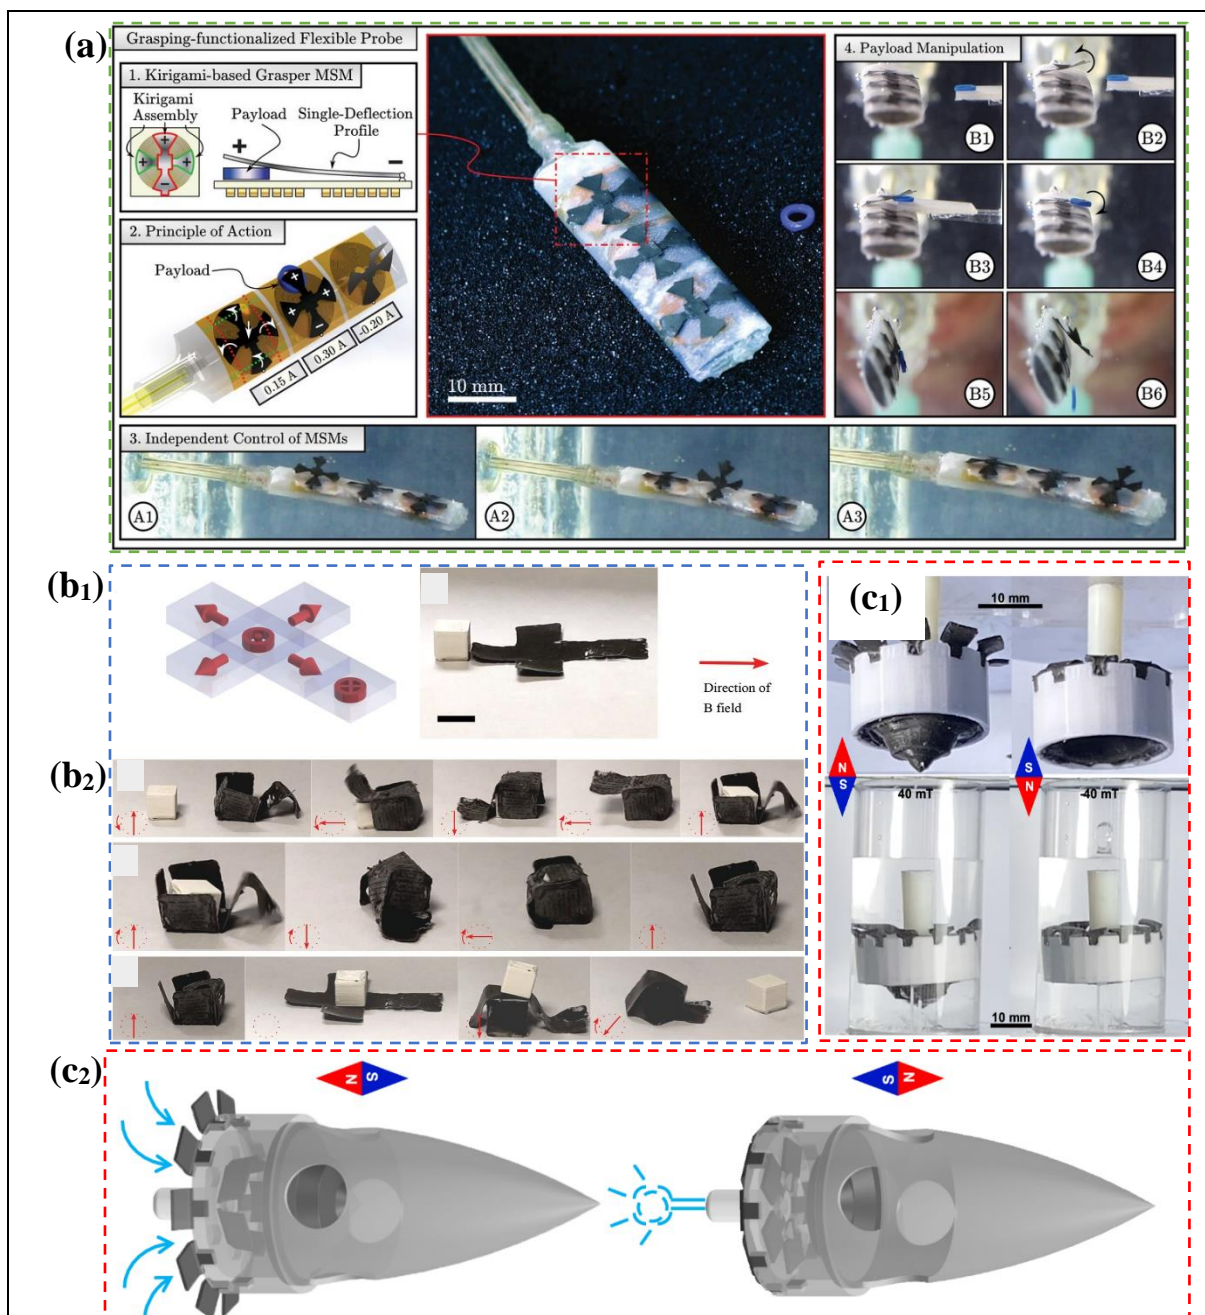 (a)
Grasping-functionalized Flexible Probe
1. Kirigami-based Grasper MSM
Kirigami
Assembly
Payload
Single-Deflection
Profile
+
+
+
−
+
−
2. Principle of Action
Payload
+
+
+
−
0.15 A
0.30 A
-0.20 A
10 mm
4. Payload Manipulation
B1
B2
B3
B4
B5
B6
3. Independent Control of MSMs
A1
A2
A3
(b1)
Direction of
B field
(b2)
(c1)
10 mm
N
S
S
N
40 mT
-40 mT
10 mm
(c2)
N
S
S
N